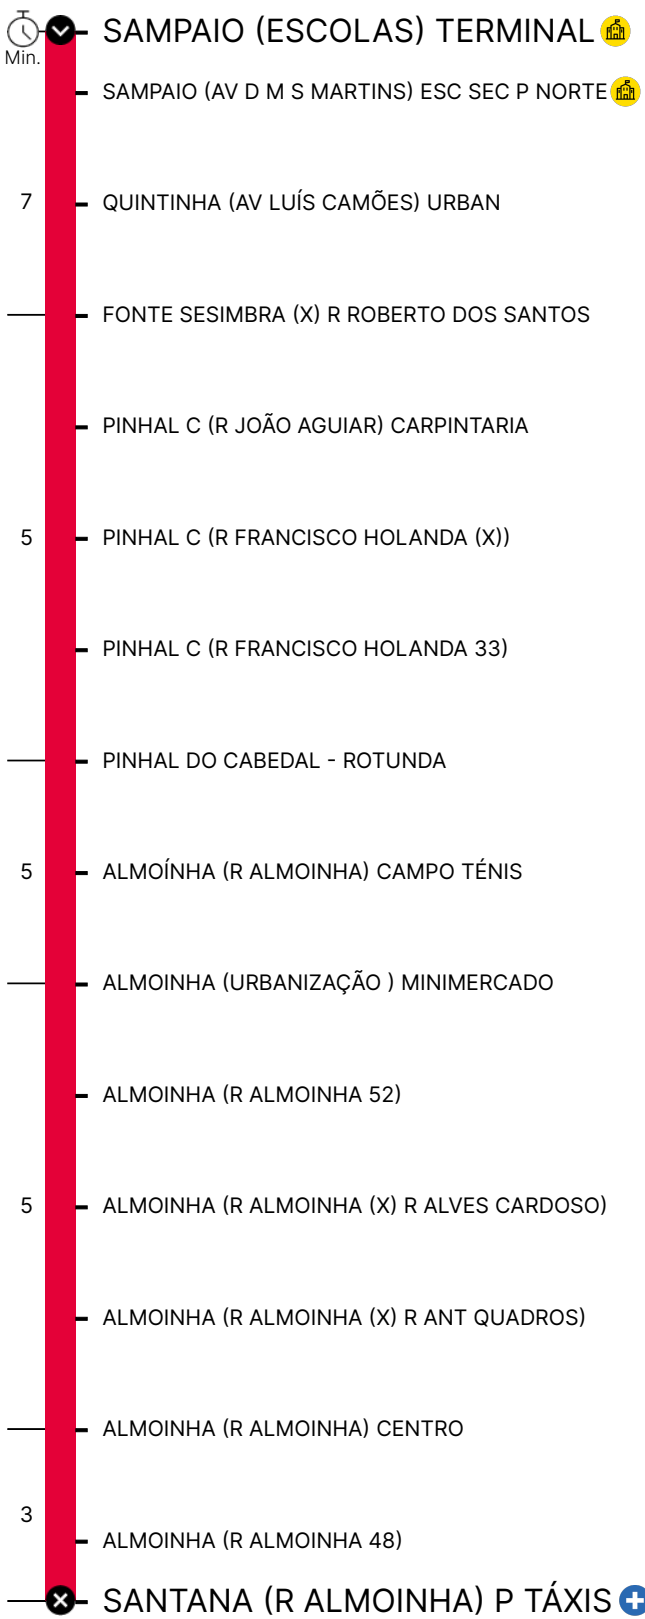 SAMPAIO (ESCOLAS) TERMINAL
Min.
SAMPAIO (AV D M S MARTINS) ESC SEC P NORTE
7
QUINTINHA (AV LUÍS CAMÕES) URBAN
FONTE SESIMBRA (X) R ROBERTO DOS SANTOS
PINHAL C (R JOÃO AGUIAR) CARPINTARIA
5
PINHAL C (R FRANCISCO HOLANDA (X))
PINHAL C (R FRANCISCO HOLANDA 33)
PINHAL DO CABEDAL - ROTUNDA
5
ALMOÍNHA (R ALMOINHA) CAMPO TÉNIS
ALMOINHA (URBANIZAÇÃO ) MINIMERCADO
ALMOINHA (R ALMOINHA 52)
5
ALMOINHA (R ALMOINHA (X) R ALVES CARDOSO)
ALMOINHA (R ALMOINHA (X) R ANT QUADROS)
ALMOINHA (R ALMOINHA) CENTRO
3
ALMOINHA (R ALMOINHA 48)
SANTANA (R ALMOINHA) P TÁXIS